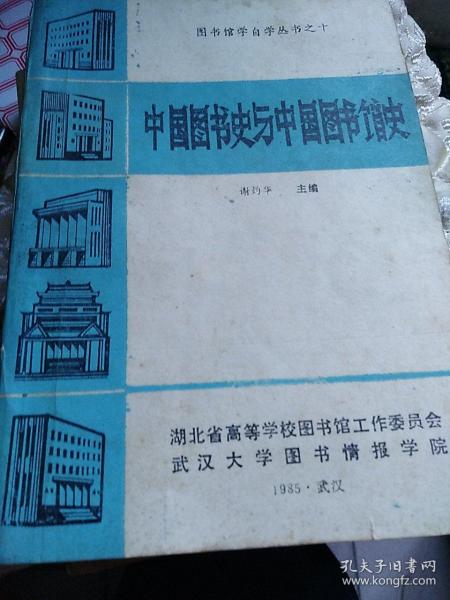 图书馆学自学丛书之十
中国图书史与中国图书馆史
谢灼华 主编
湖北省高等学校图书馆工作委员会
武汉大学图书情报学院
1985·武汉
孔夫子旧书网
www.kongfz.com